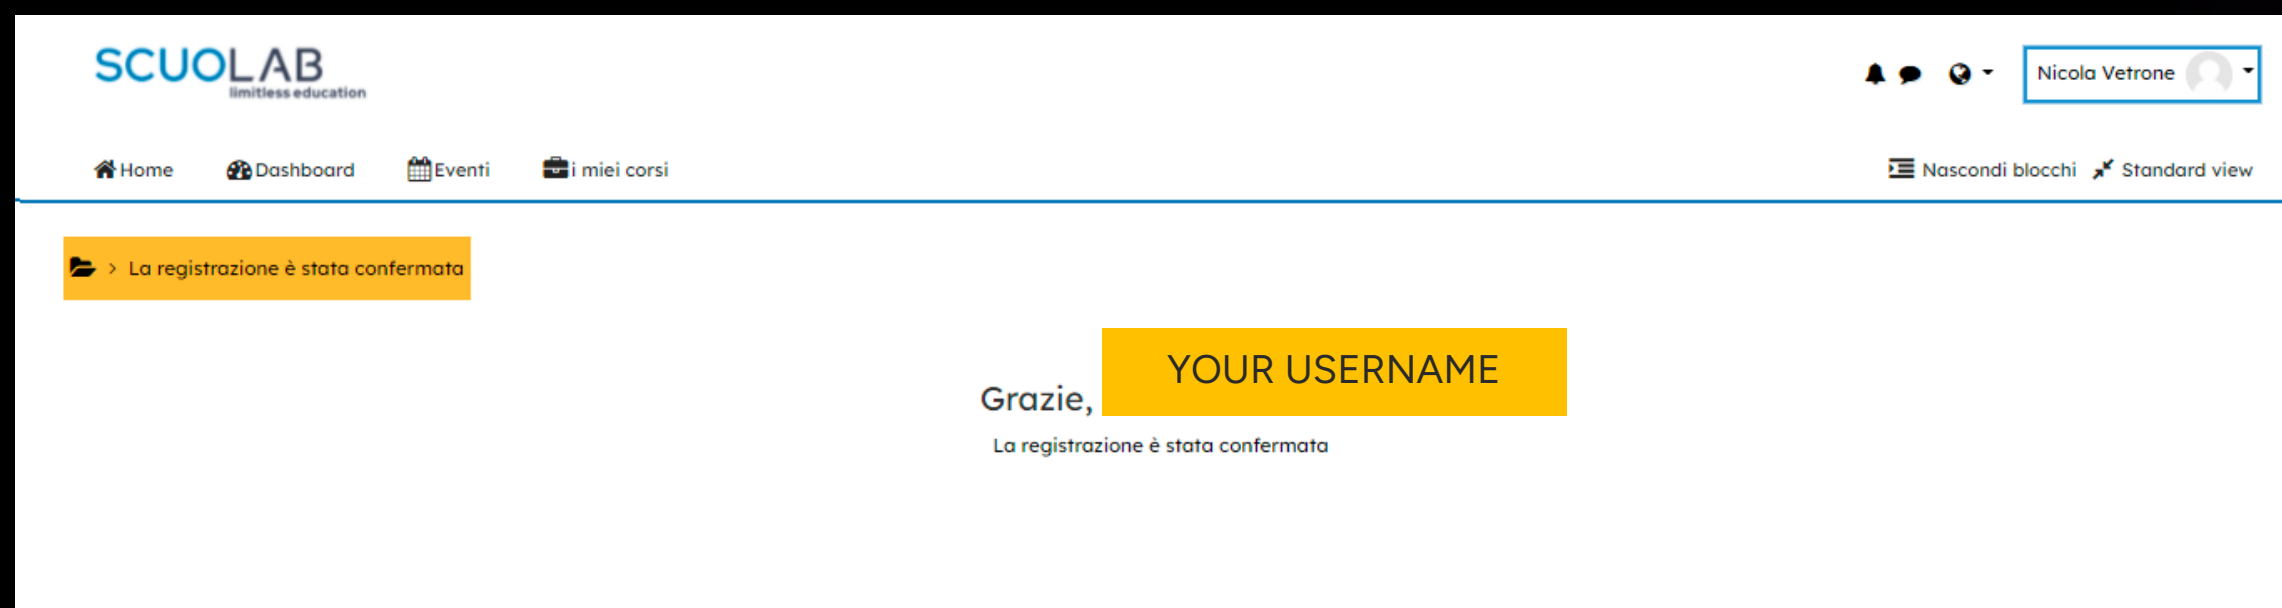 SCUOLAB
limitless education
Nicola Vetrone
Home Dashboard Eventi i miei corsi
Nascondi blocchi Standard view
> La registrazione è stata confermata
YOUR USERNAME
Grazie,
La registrazione è stata confermata